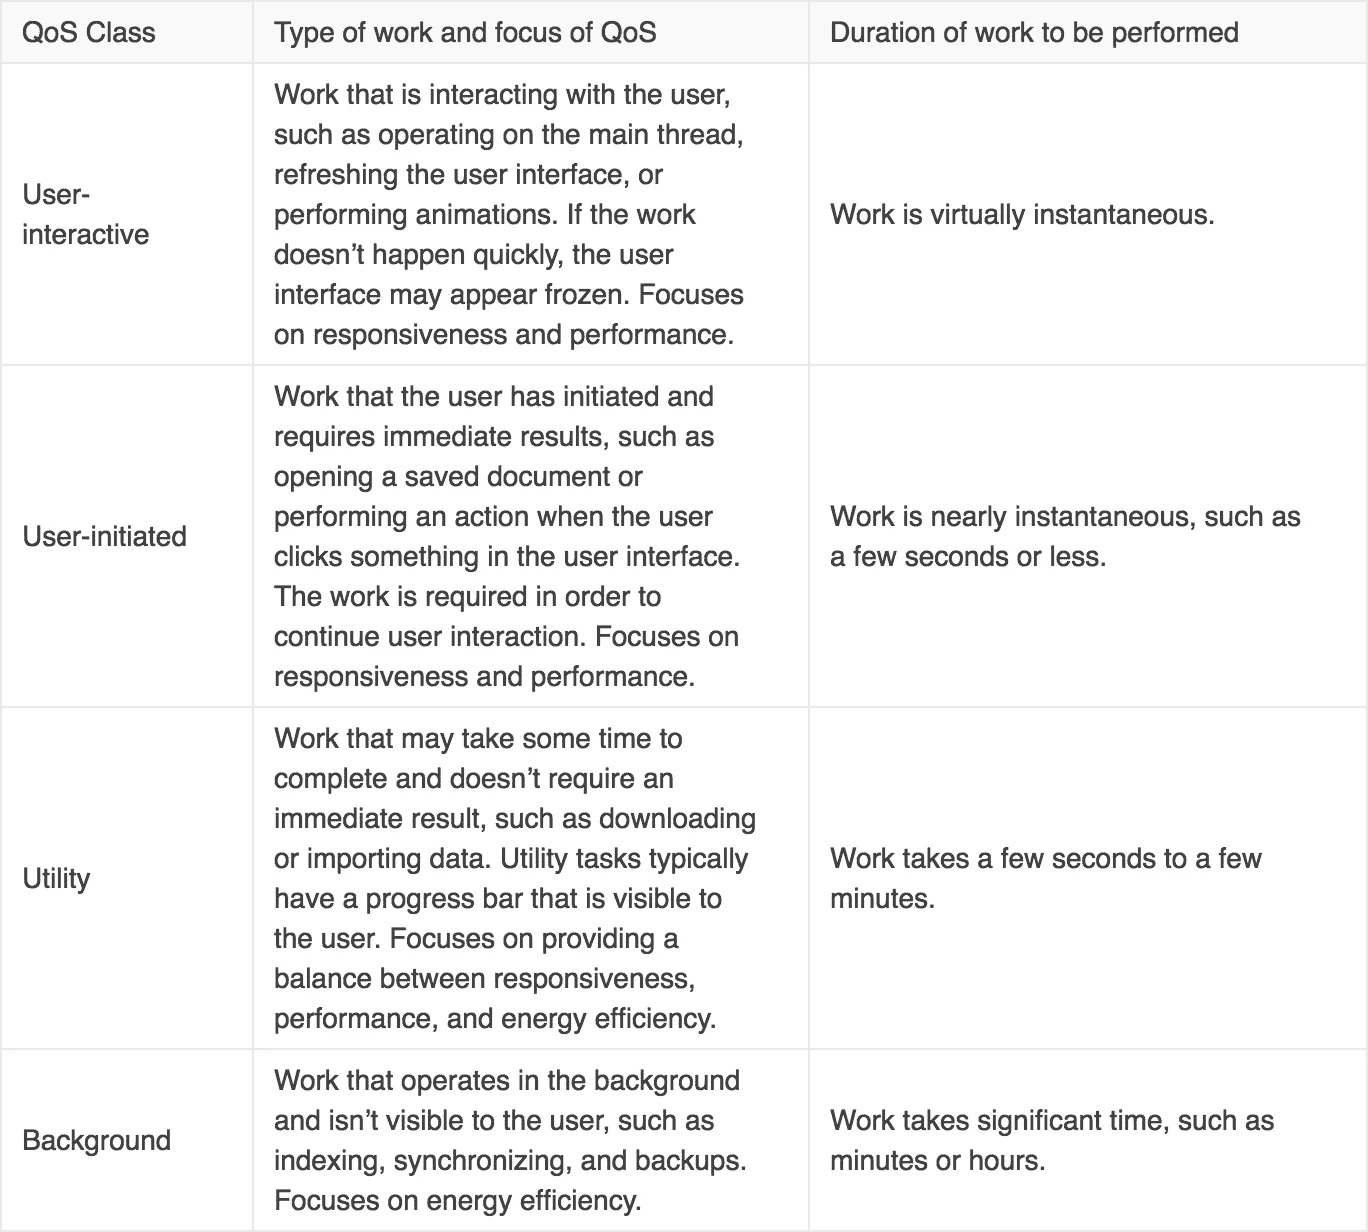 QoS Class
Type of work and focus of QoS
Duration of work to be performed
User-
interactive
Work that is interacting with the user,
such as operating on the main thread,
refreshing the user interface, or
performing animations. If the work
doesn’t happen quickly, the user
interface may appear frozen. Focuses
on responsiveness and performance.
Work is virtually instantaneous.
User-initiated
Work that the user has initiated and
requires immediate results, such as
opening a saved document or
performing an action when the user
clicks something in the user interface.
The work is required in order to
continue user interaction. Focuses on
responsiveness and performance.
Work is nearly instantaneous, such as
a few seconds or less.
Utility
Work that may take some time to
complete and doesn’t require an
immediate result, such as downloading
or importing data. Utility tasks typically
have a progress bar that is visible to
the user. Focuses on providing a
balance between responsiveness,
performance, and energy efficiency.
Work takes a few seconds to a few
minutes.
Background
Work that operates in the background
and isn’t visible to the user, such as
indexing, synchronizing, and backups.
Focuses on energy efficiency.
Work takes significant time, such as
minutes or hours.